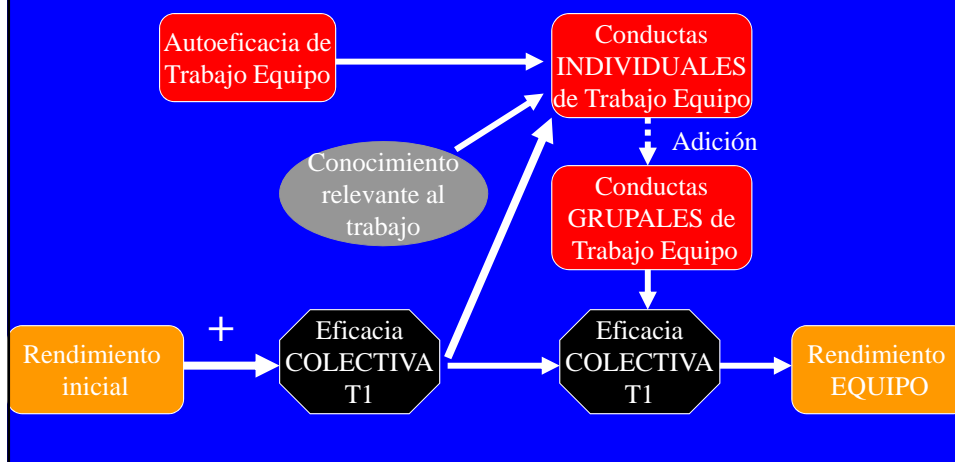 Autoeficacia de
Trabajo Equipo
Conductas
INDIVIDUALES
de Trabajo Equipo
Adición
Conocimiento
relevante al
trabajo
Conductas
GRUPALES de
Trabajo Equipo
Rendimiento
inicial
+
Eficacia
COLECTIVA
T1
Eficacia
COLECTIVA
T1
Rendimiento
EQUIPO